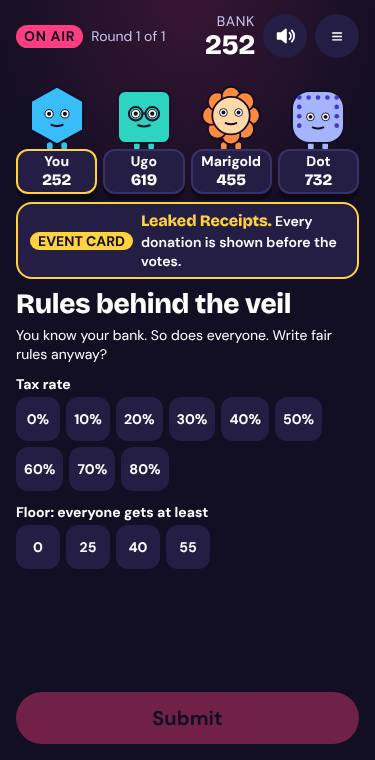 ON AIR Round 1 of 1
BANK
252
You
252
Ugo
619
Marigold
455
Dot
732
EVENT CARD
Leaked Receipts. Every
donation is shown before the
votes.
Rules behind the veil
You know your bank. So does everyone. Write fair
rules anyway?
Tax rate
0% 10% 20% 30% 40% 50%
60% 70% 80%
Floor: everyone gets at least
0 25 40 55
Submit